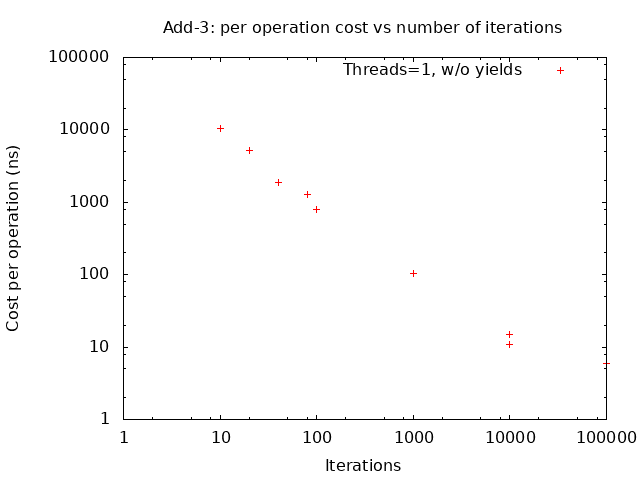 Add-3: per operation cost vs number of iterations
Threads=1, w/o yields
Cost per operation (ns)
100000
10000
1000
100
10
1
1 10 100 1000 10000 100000
Iterations